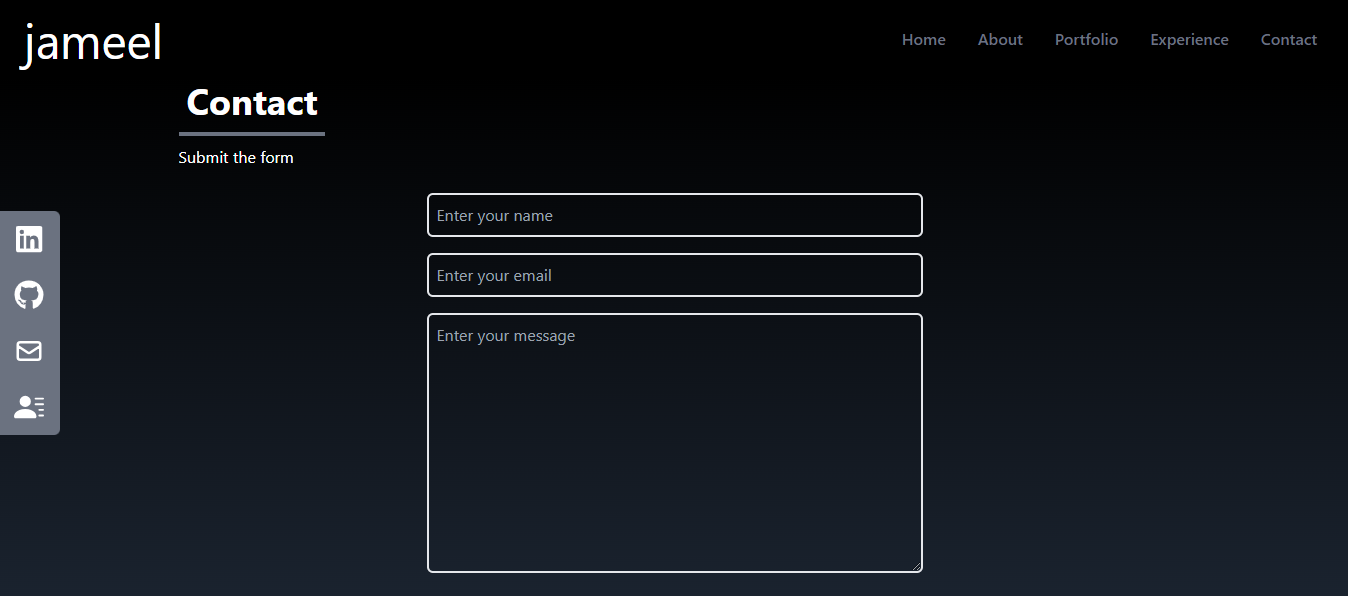 jameel
Home About Portfolio Experience Contact
Contact
Submit the form
Enter your name
Enter your email
Enter your message